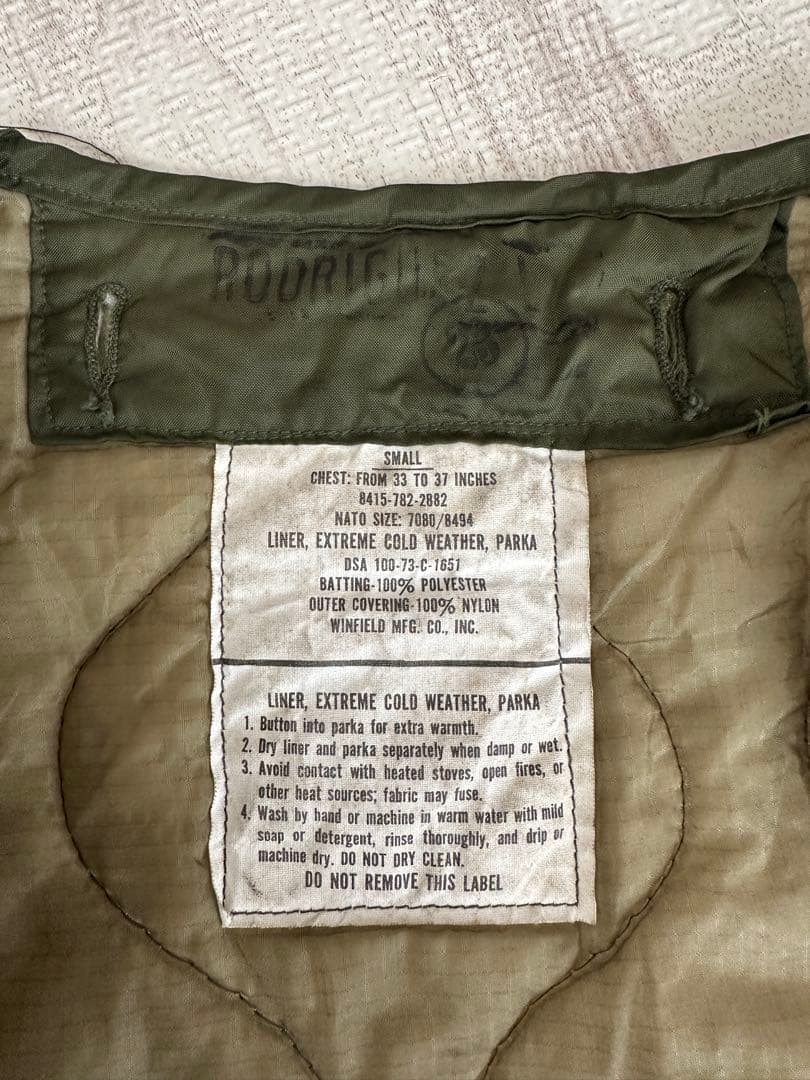 RODRIGUEZ
SMALL
CHEST: FROM 33 TO 37 INCHES
8415-782-2882
NATO SIZE: 7080/8494
LINER, EXTREME COLD WEATHER, PARKA
DSA 100-73-C-1651
BATTING-100% POLYESTER
OUTER COVERING-100% NYLON
WINFIELD MFG. CO., INC.
LINER, EXTREME COLD WEATHER, PARKA
1. Button into parka for extra warmth.
2. Dry liner and parka separately when damp or wet.
3. Avoid contact with heated stoves, open fires, or
other heat sources; fabric may fuse.
4. Wash by hand or machine in warm water with mild
soap or detergent, rinse thoroughly, and drip or
machine dry. DO NOT DRY CLEAN.
DO NOT REMOVE THIS LABEL